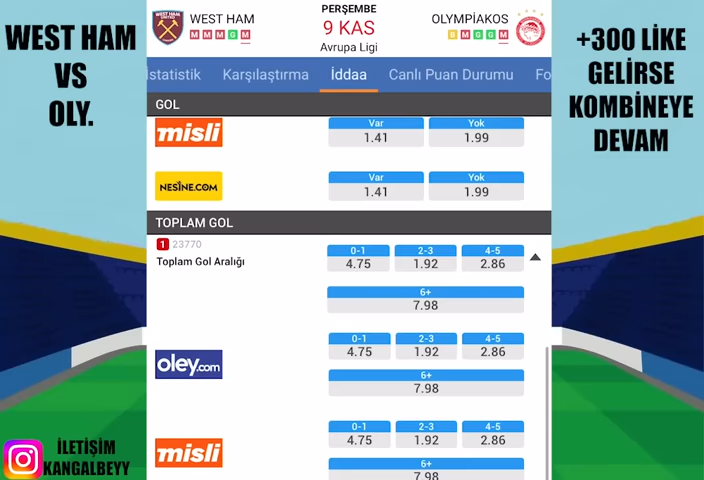 WEST HAM
VS
OLY.
WEST HAM
M M M G M
PERŞEMBE
9 KAS
Avrupa Ligi
OLYMPİAKOS
B M G G M
+300 LİKE
GELİRSE
KOMBİNEYE
DEVAM
İstatistik Karşılaştırma İddaa Canlı Puan Durumu Fo
GOL
misli
Var Yok
1.41 1.99
NESİNE.COM
Var Yok
1.41 1.99
TOPLAM GOL
1 23770
Toplam Gol Aralığı
0-1 2-3 4-5
4.75 1.92 2.86
6+
7.98
oley.com
0-1 2-3 4-5
4.75 1.92 2.86
6+
7.98
misli
0-1 2-3 4-5
4.75 1.92 2.86
6+
7.98
İLETİŞİM
KANGALBEYY